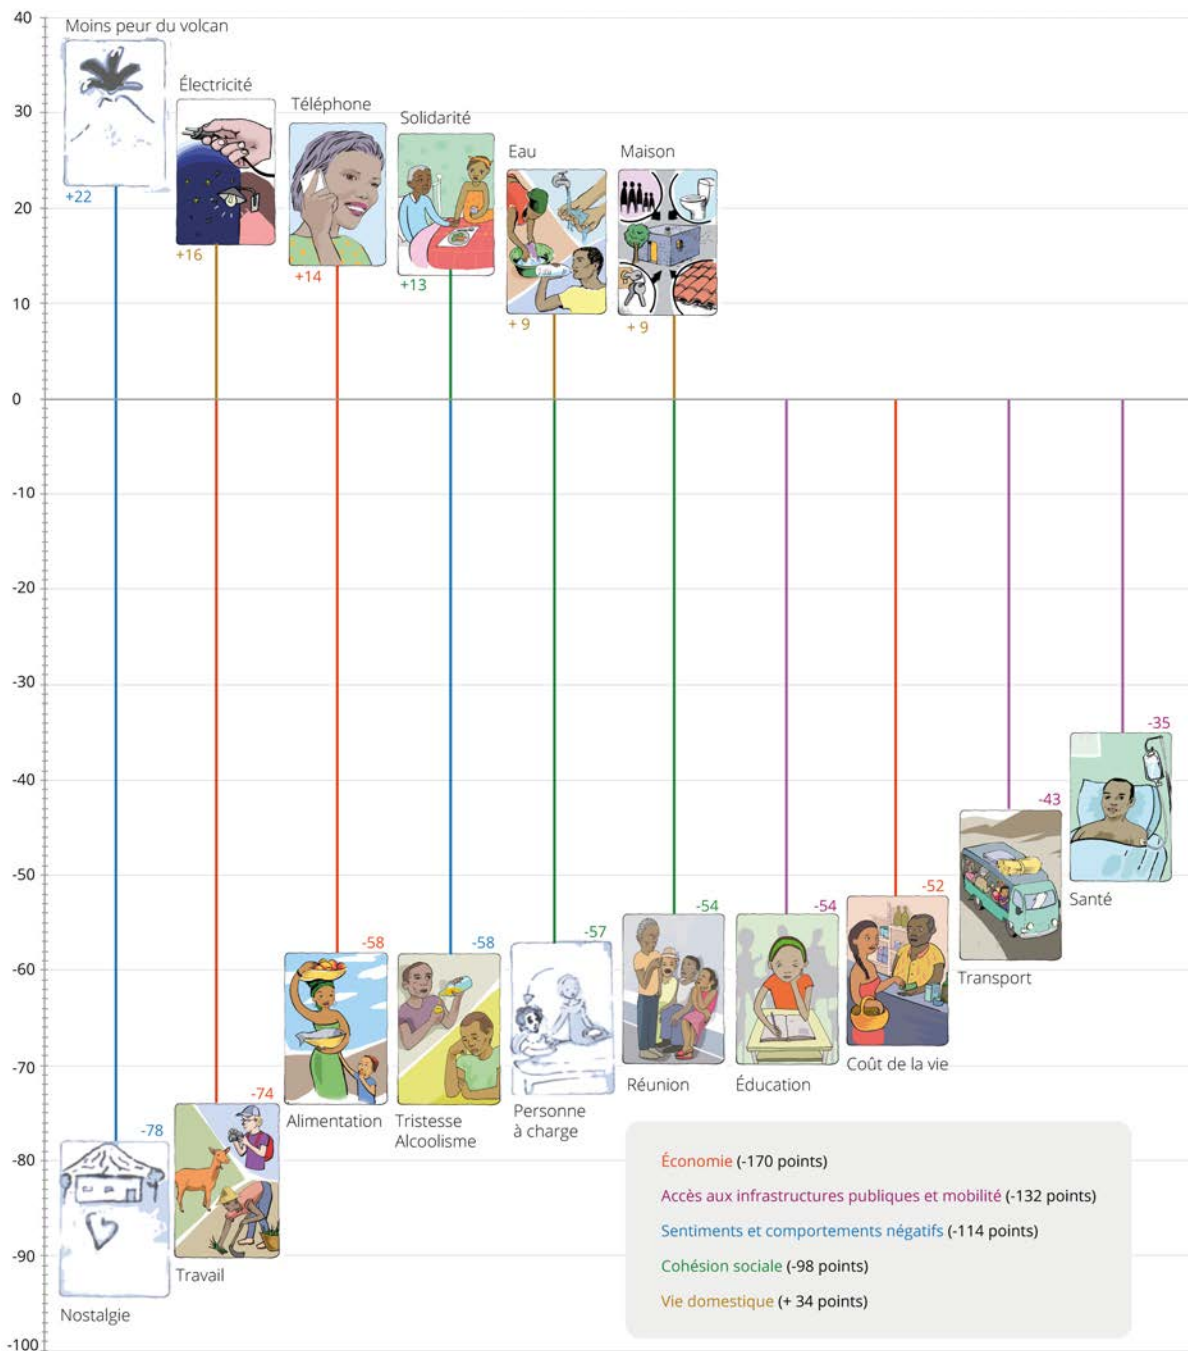 40
30
20
10
0
-10
-20
-30
-40
-50
-60
-70
-80
-90
-100
Moins peur du volcan
+22
Électricité
+16
Téléphone
+14
Solidarité
+13
Eau
+ 9
Maison
+ 9
-78
Nostalgie
-74
Travail
-58
Alimentation
-58
Tristesse
Alcoolisme
-57
Personne
à charge
-54
Réunion
-54
Éducation
-52
Coût de la vie
-43
Transport
-35
Santé
Économie (-170 points)
Accès aux infrastructures publiques et mobilité (-132 points)
Sentiments et comportements négatifs (-114 points)
Cohésion sociale (-98 points)
Vie domestique (+ 34 points)